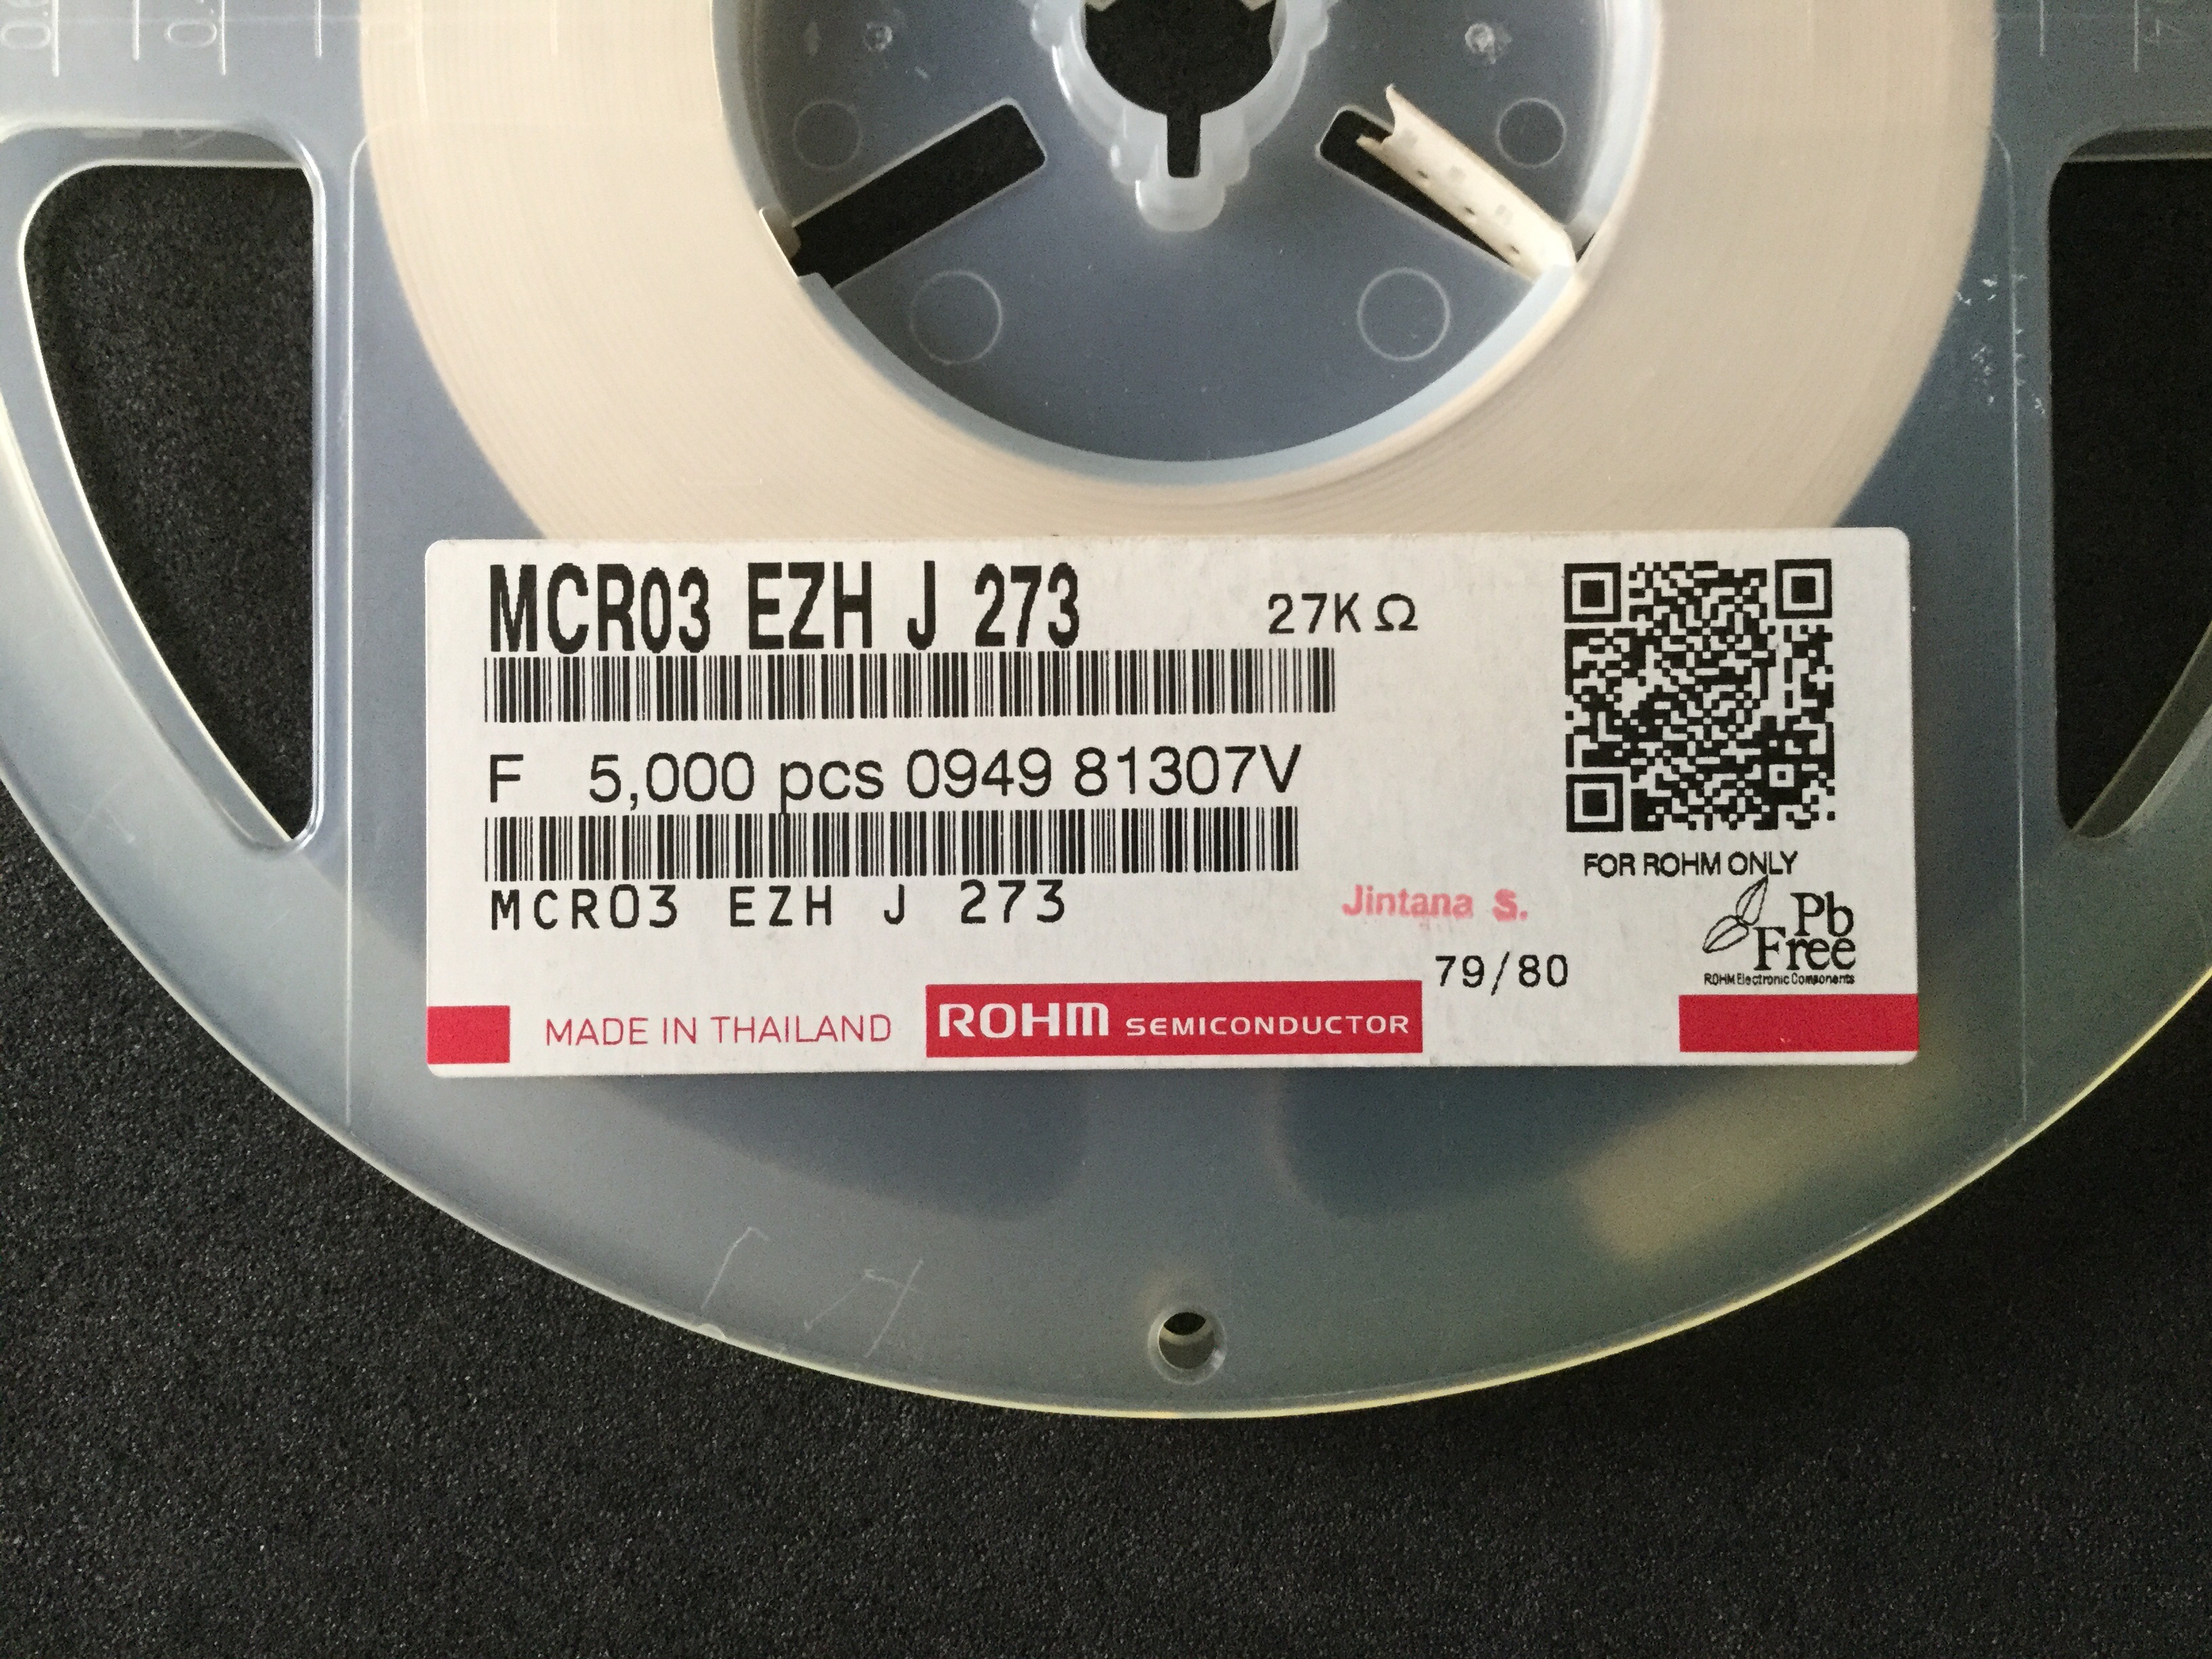 MCR03 EZH J 273
27KΩ
F 5,000 pcs 0949 81307V
MCR03 EZH J 273
FOR ROHM ONLY
Jintana S.
Pb
Free
ROHM Electronic Components
79/80
MADE IN THAILAND
ROHM SEMICONDUCTOR